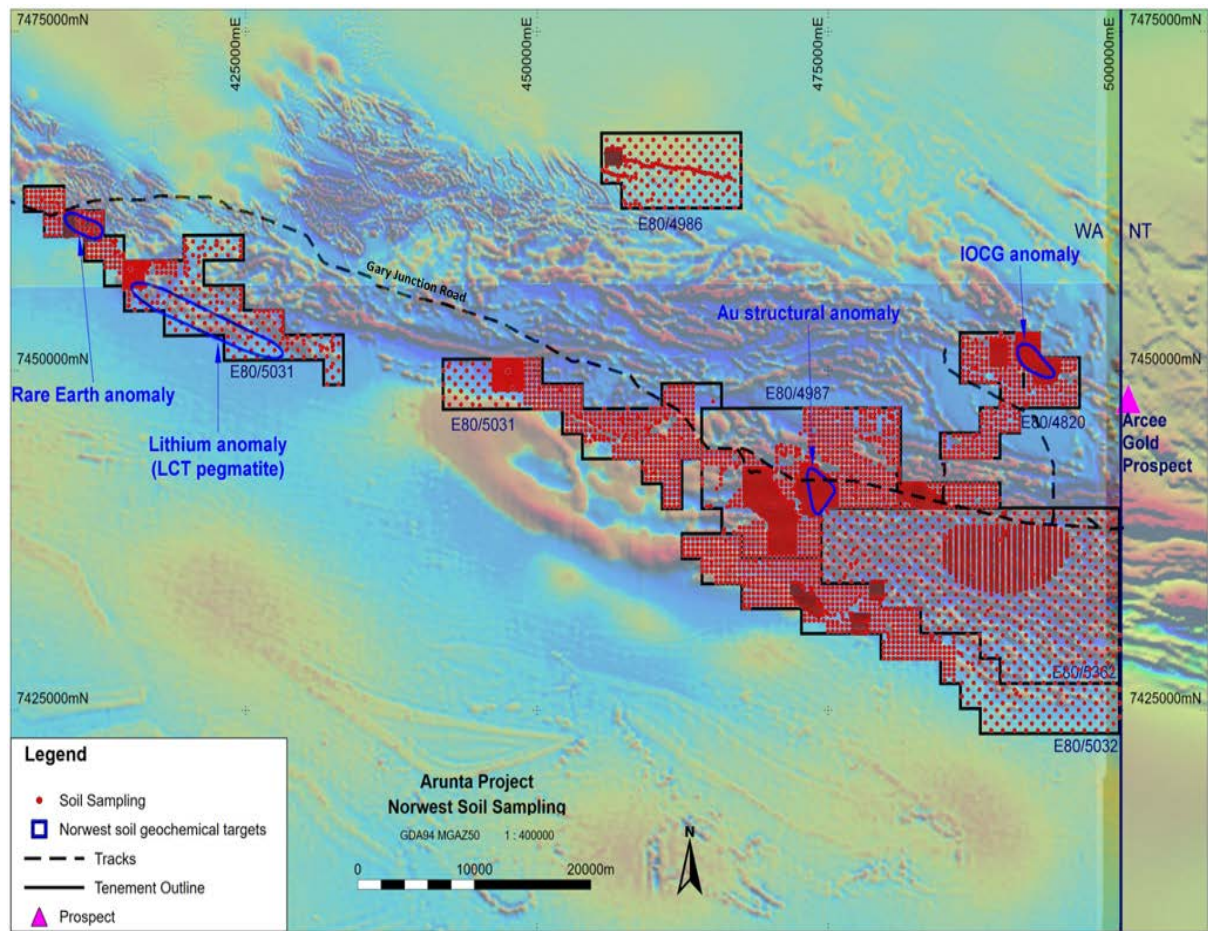 7475000mN
425000mE
450000mE
475000mE
500000mE
7475000mN
E80/4986
WA
NT
IOCG anomaly
Gary Junction Road
Au structural anomaly
7450000mN
7450000mN
E80/5031
Rare Earth anomaly
E80/4987
E80/4820
Arcee
Gold
Prospect
E80/5031
Lithium anomaly
(LCT pegmatite)
E80/5362
7425000mN
7425000mN
E80/5032
Legend
Soil Sampling
Norwest soil geochemical targets
Tracks
Tenement Outline
Prospect
Arunta Project
Norwest Soil Sampling
GDA94 MGAZ50 1 : 400000
N
0 10000 20000m